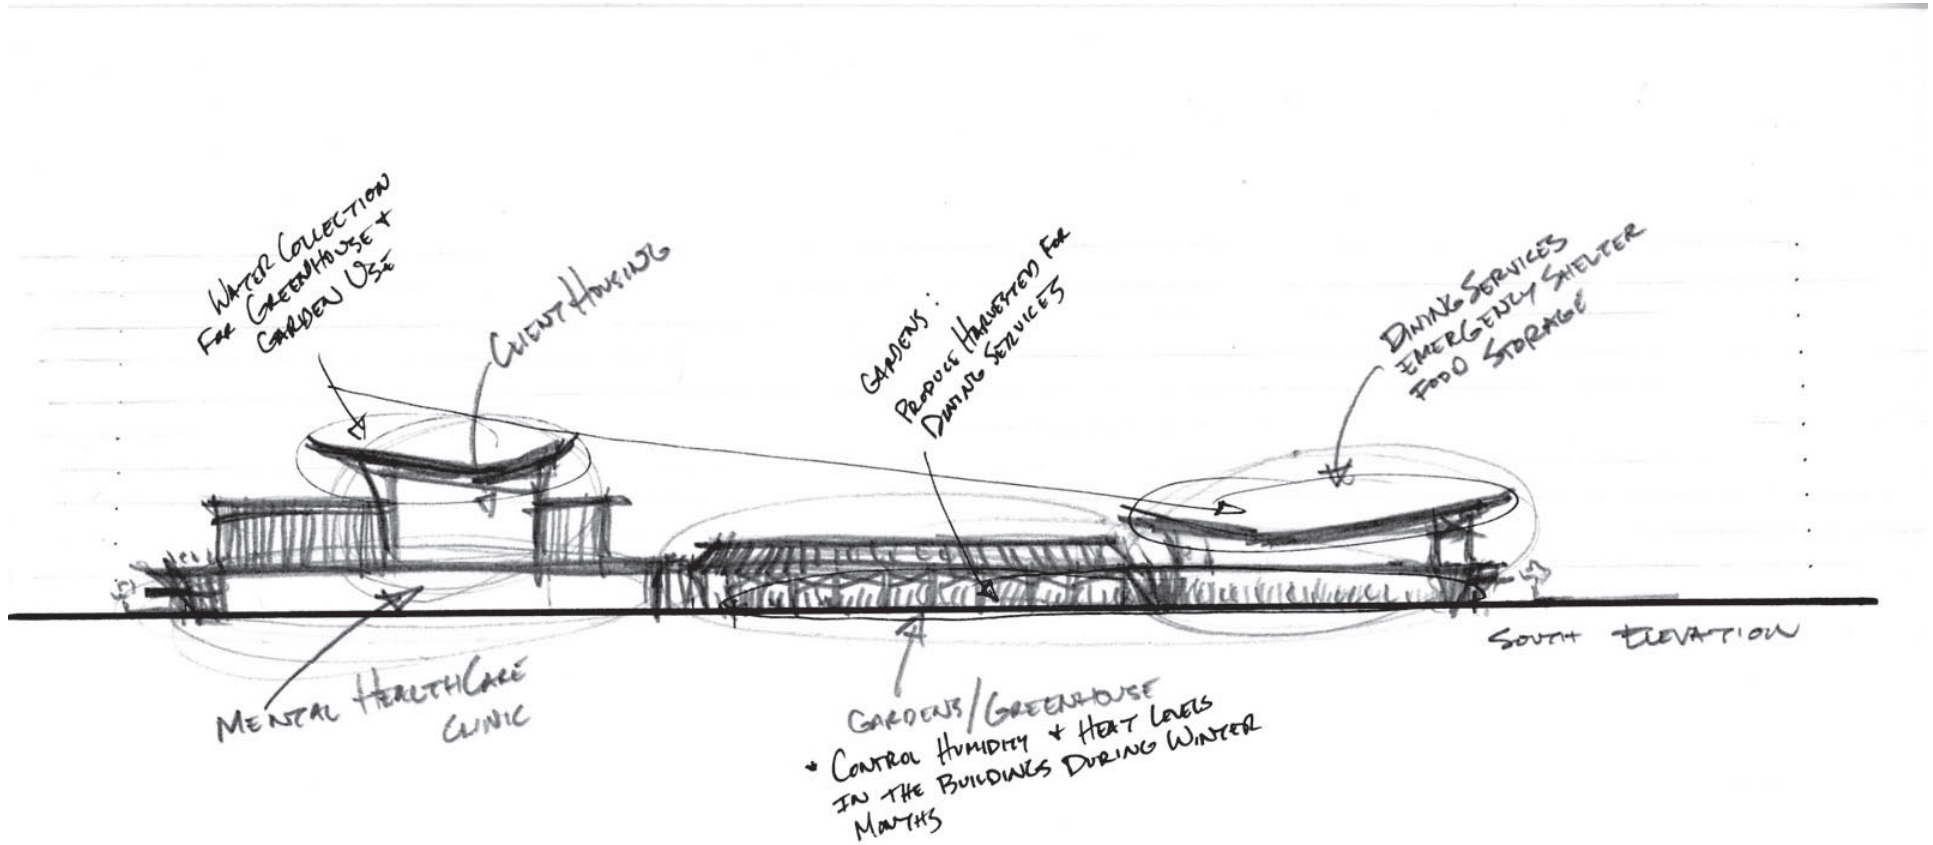 WATER COLLECTION
FOR GREENHOUSE +
GARDEN USE
CLIENT HOUSING
GARDENS:
PRODUCE HARVESTED FOR
DINING SERVICES
DINING SERVICES
EMERGENCY SHELTER
FOOD STORAGE
SOUTH ELEVATION
MENTAL HEALTHCARE
CLINIC
GARDENS/GREENHOUSE
* CONTROL HUMIDITY + HEAT LEVELS
IN THE BUILDINGS DURING WINTER
MONTHS